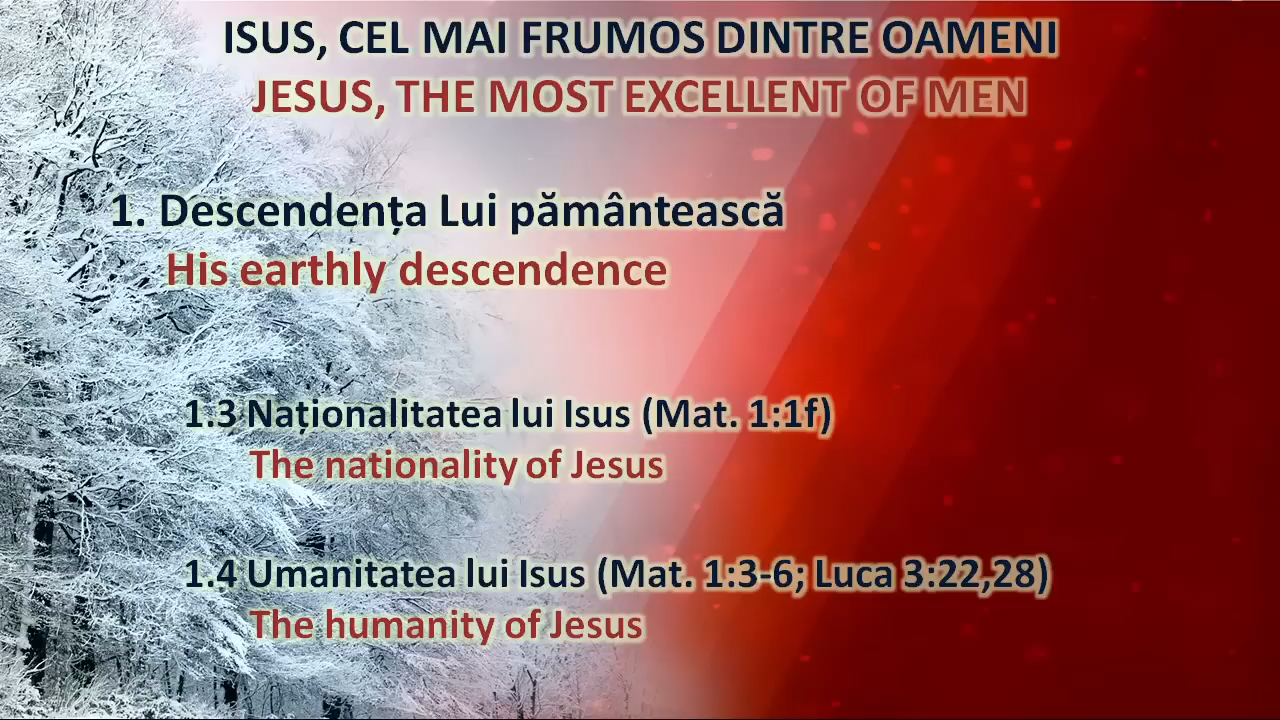 ISUS, CEL MAI FRUMOS DINTRE OAMENI
JESUS, THE MOST EXCELLENT OF MEN
1. Descendența Lui pământească
His earthly descendence
1.3 Naționalitatea lui Isus (Mat. 1:1f)
The nationality of Jesus
1.4 Umanitatea lui Isus (Mat. 1:3-6; Luca 3:22,28)
The humanity of Jesus